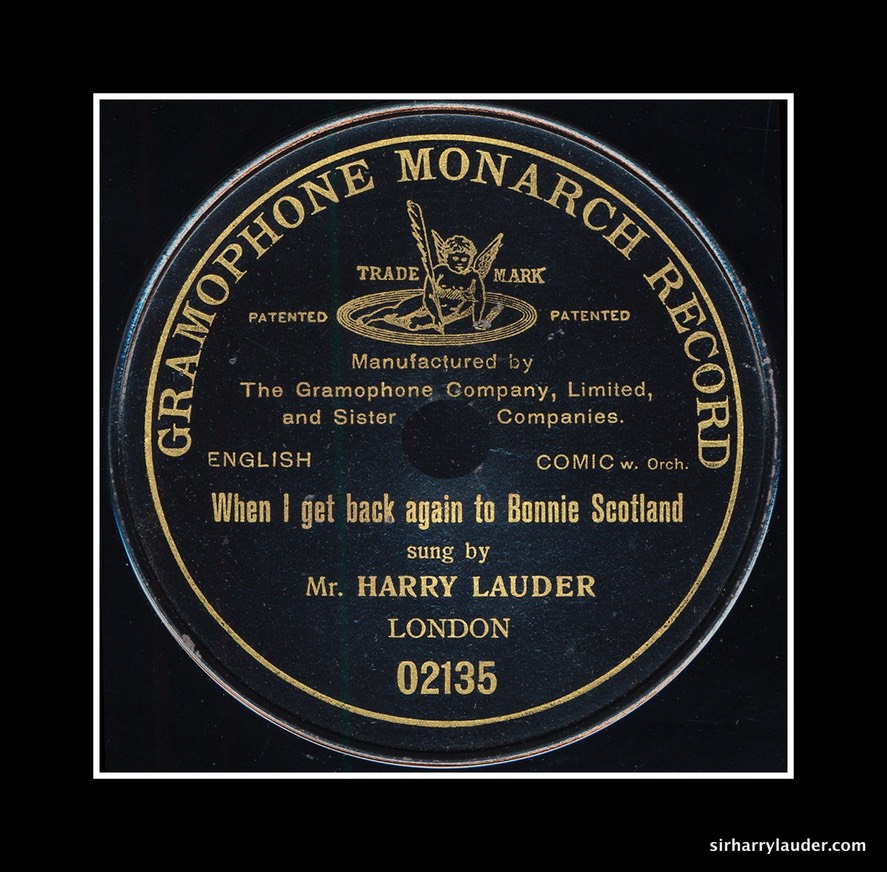 GRAMOPHONE MONARCH RECORD
TRADE MARK
PATENTED PATENTED
Manufactured by
The Gramophone Company, Limited,
and Sister Companies.
ENGLISH COMIC w. Orch.
When I get back again to Bonnie Scotland
sung by
Mr. HARRY LAUDER
LONDON
02135
sirharrylauder.com